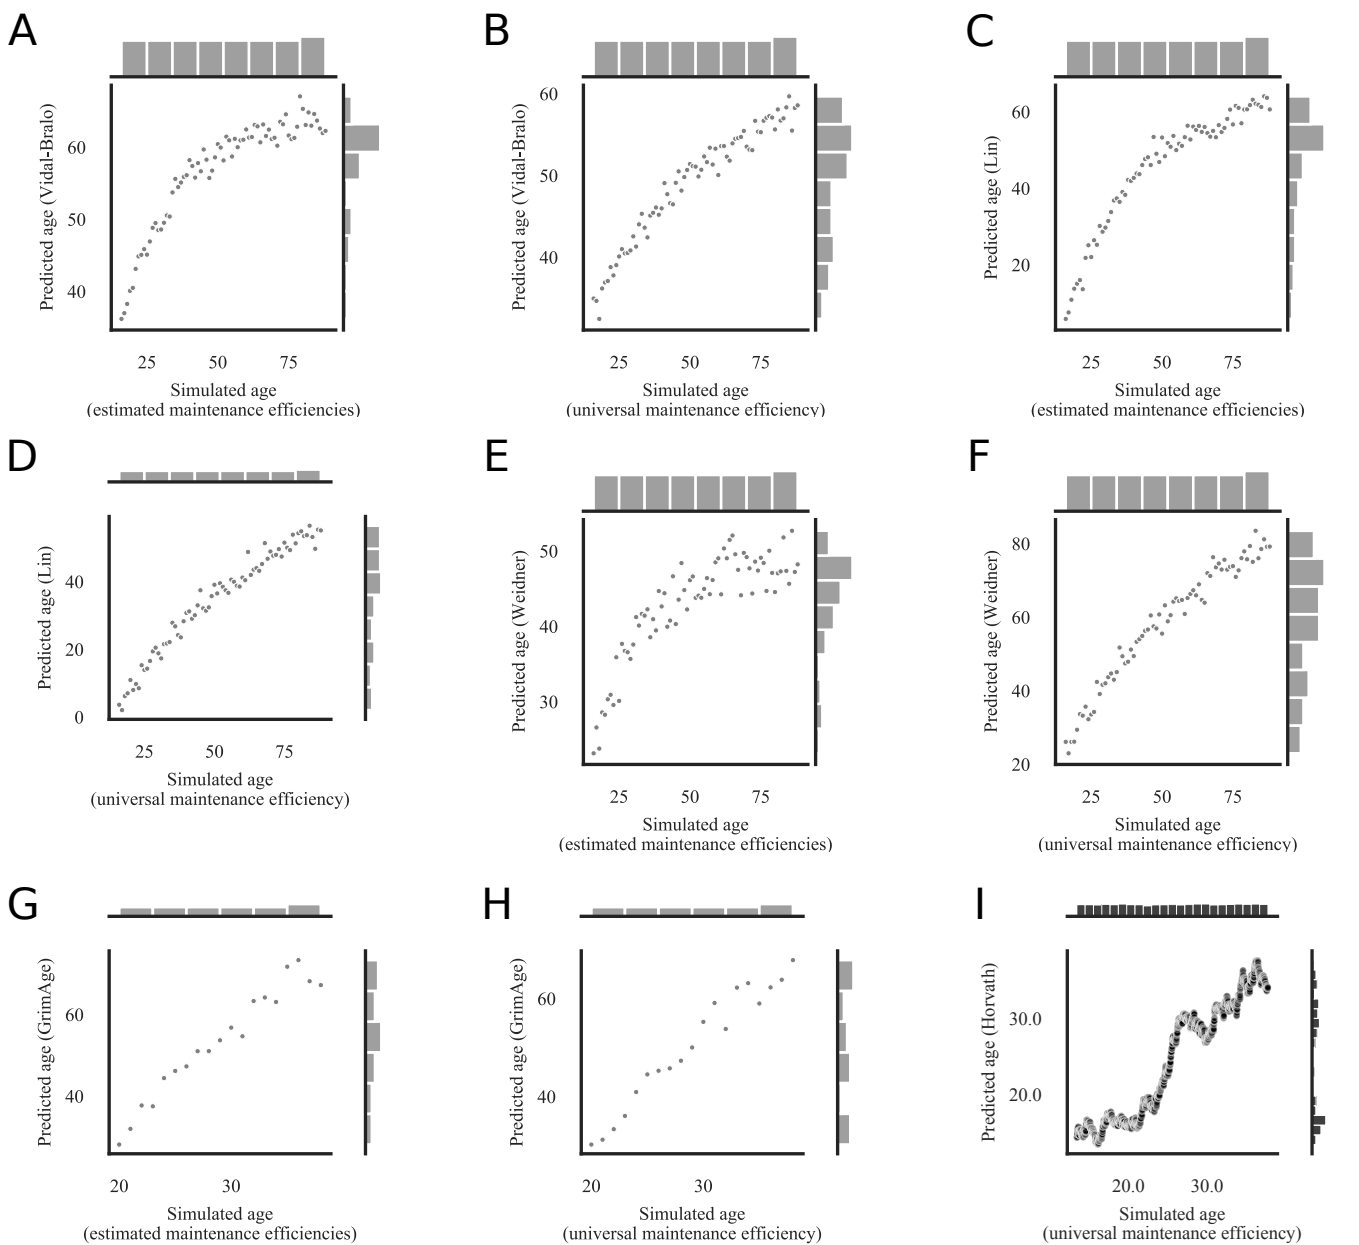 A
Predicted age (Vidal-Bralo)
60
50
40
25 50 75
Simulated age
(estimated maintenance efficiencies)
B
Predicted age (Vidal-Bralo)
60
50
40
25 50 75
Simulated age
(universal maintenance efficiency)
C
Predicted age (Lin)
60
40
20
25 50 75
Simulated age
(estimated maintenance efficiencies)
D
Predicted age (Lin)
40
20
0
25 50 75
Simulated age
(universal maintenance efficiency)
E
Predicted age (Weidner)
50
40
30
25 50 75
Simulated age
(estimated maintenance efficiencies)
F
Predicted age (Weidner)
80
60
40
20
25 50 75
Simulated age
(universal maintenance efficiency)
G
Predicted age (GrimAge)
60
40
20 30
Simulated age
(estimated maintenance efficiencies)
H
Predicted age (GrimAge)
60
40
20 30
Simulated age
(universal maintenance efficiency)
I
Predicted age (Horvath)
30.0
20.0
20.0 30.0
Simulated age
(universal maintenance efficiency)